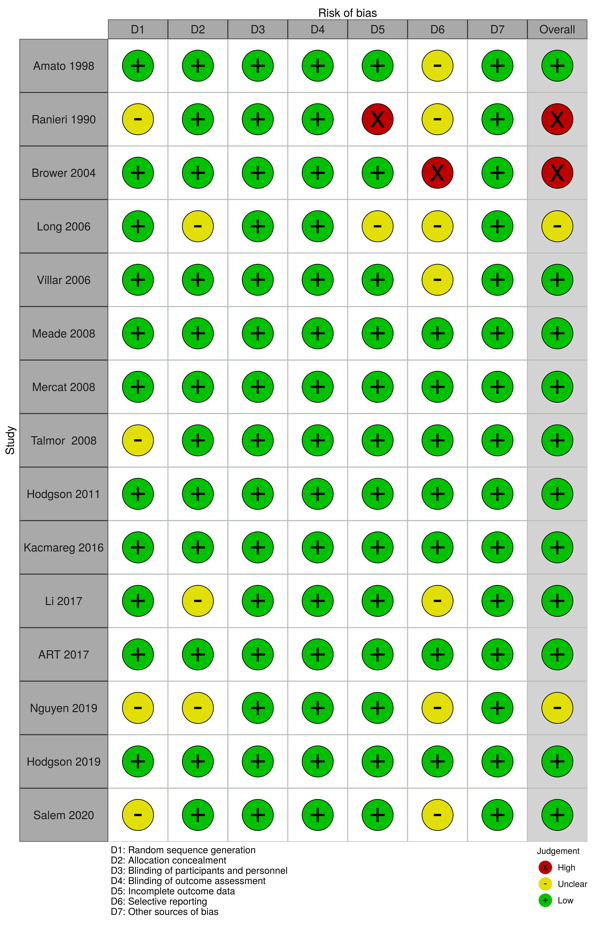 Risk of bias
D1 D2 D3 D4 D5 D6 D7 Overall
Amato 1998 + + + + + - + +
Ranieri 1990 - + + + X - + X
Brower 2004 + + + + + X + X
Long 2006 + - + + - - + -
Villar 2006 + + + + + - + +
Meade 2008 + + + + + + + +
Mercat 2008 + + + + + + + +
Talmor 2008 - + + + + + + +
Hodgson 2011 + + + + + + + +
Kacmareg 2016 + + + + + + + +
Li 2017 + - + + + - + +
ART 2017 + + + + + + + +
Nguyen 2019 - - + + + - + -
Hodgson 2019 + + + + + + + +
Salem 2020 - + + + + - + +
Study
D1: Random sequence generation
D2: Allocation concealment
D3: Blinding of participants and personnel
D4: Blinding of outcome assessment
D5: Incomplete outcome data
D6: Selective reporting
D7: Other sources of bias
Judgement
X High
- Unclear
+ Low